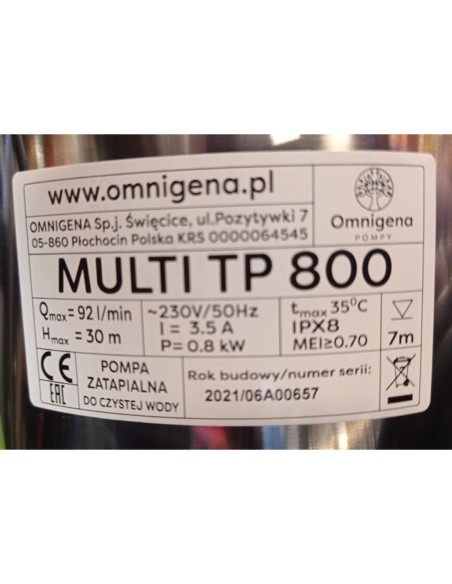 www.omnigena.pl
OMNIGENA Sp.j. Święcice, ul.Pozytywki 7
05-860 Płochocin Polska KRS 0000064545
Omnigena
POMPY
MULTI TP 800
Qmax = 92 l/min
Hmax = 30 m
~230V/50Hz
I = 3.5 A
P= 0.8 kW
tmax 35°C
IPX8
MEI≥0.70
7m
CE
EAC
POMPA
ZATAPIALNA
DO CZYSTEJ WODY
Rok budowy/numer serii:
2021/06A00657